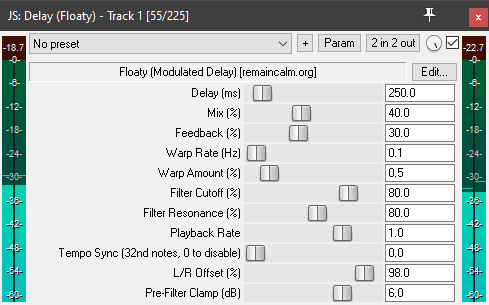 JS: Delay (Floaty) - Track 1 [55/225]
-18.7 No preset + Param 2 in 2 out -22.7
-0- Floaty (Modulated Delay) [remaincalm.org] Edit... -0-
Delay (ms) 250.0
-6- Mix (%) 40.0 -6-
-12- Feedback (%) 30.0 -12-
-18- Warp Rate (Hz) 0.1 -18-
-24- Warp Amount (%) 0.5 -24-
-30- Filter Cutoff (%) 80.0 -30-
-36- Filter Resonance (%) 80.0 -36-
-42- Playback Rate 1.0 -42-
-48- Tempo Sync (32nd notes, 0 to disable) 0.0 -48-
-54- L/R Offset (%) 98.0 -54-
-60- Pre-Filter Clamp (dB) 6.0 -60-